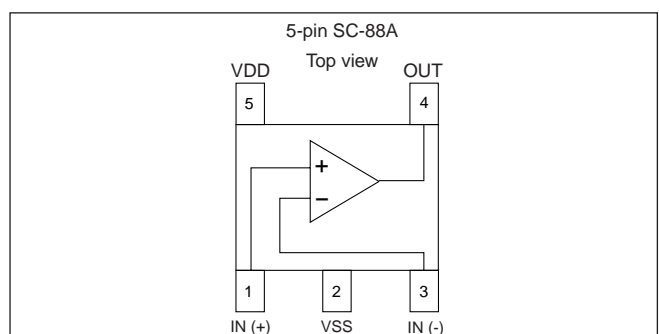 5-pin SC-88A
Top view
VDD OUT
5 4
+
−
1 2 3
IN (+) VSS IN (-)